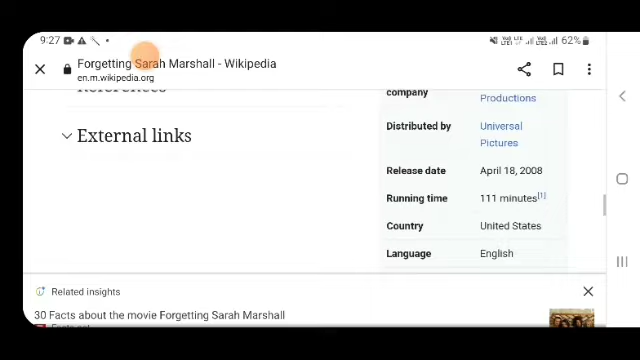 9:27 62%
Forgetting Sarah Marshall - Wikipedia
en.m.wikipedia.org
References
External links
company Productions
Distributed by Universal
Pictures
Release date April 18, 2008
Running time 111 minutes[1]
Country United States
Language English
Related insights
30 Facts about the movie Forgetting Sarah Marshall